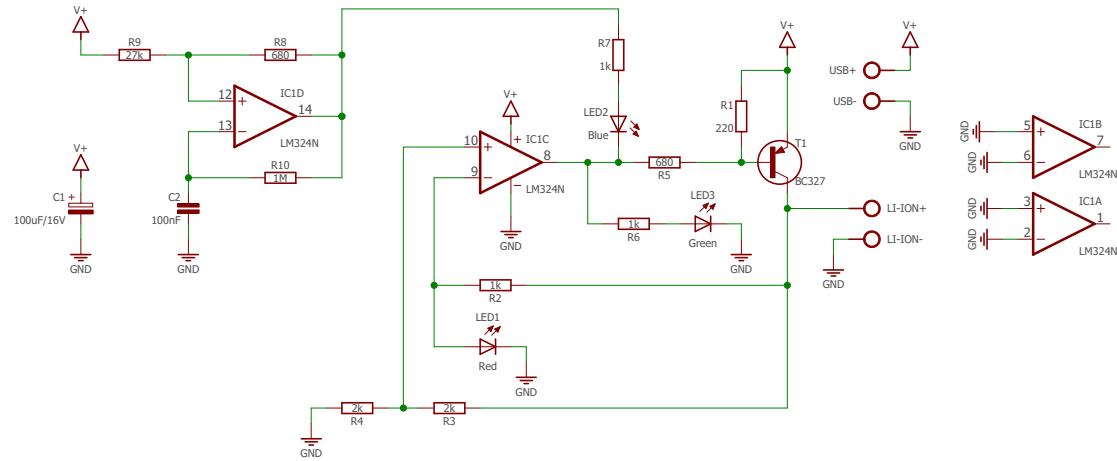 V+
R9
27k
R8
680
IC1D
12
+
13
−
14
LM324N
R10
1M
V+
C1
+
100uF/16V
GND
C2
100nF
GND
R7
1k
LED2
Blue
V+
10
+
9
−
+
−
IC1C
8
LM324N
GND
680
R5
R1
220
V+
T1
BC327
1k
R6
LED3
Green
GND
1k
R2
LED1
Red
GND
2k
R4
2k
R3
GND
V+
USB+
USB-
GND
LI-ION+
LI-ION-
GND
GND
GND
5
+
6
−
IC1B
7
LM324N
GND
GND
3
+
2
−
IC1A
1
LM324N